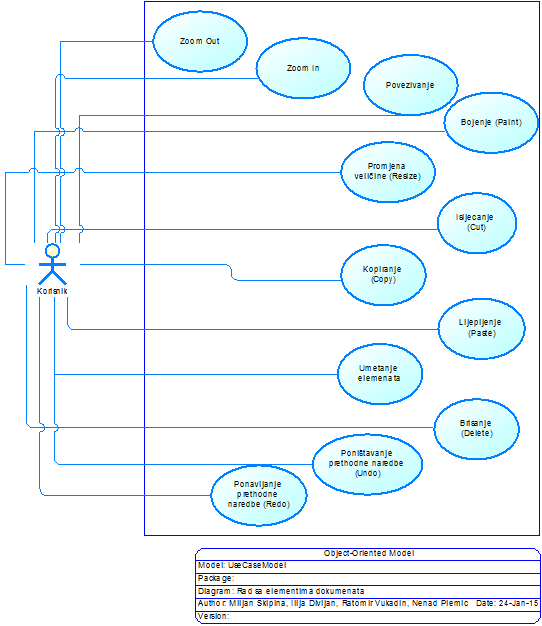 Zoom Out
Zoom In
Povezivanje
Bojenje (Paint)
Promjena
veličine (Resize)
Isijecanje
(Cut)
Kopiranje
(Copy)
Korisnik
Lijepljenje
(Paste)
Umetanje
elemenata
Brisanje
(Delete)
Poništavanje
prethodne naredbe
(Undo)
Ponavljanje
prethodne
naredbe (Redo)
Object-Oriented Model
Model: UseCaseModel
Package:
Diagram: Rad sa elementima dokumenata
Author: Miljan Skipina, Ilija Divljan, Ratomir Vukadin, Nenad Plemic Date: 24-Jan-15
Version: